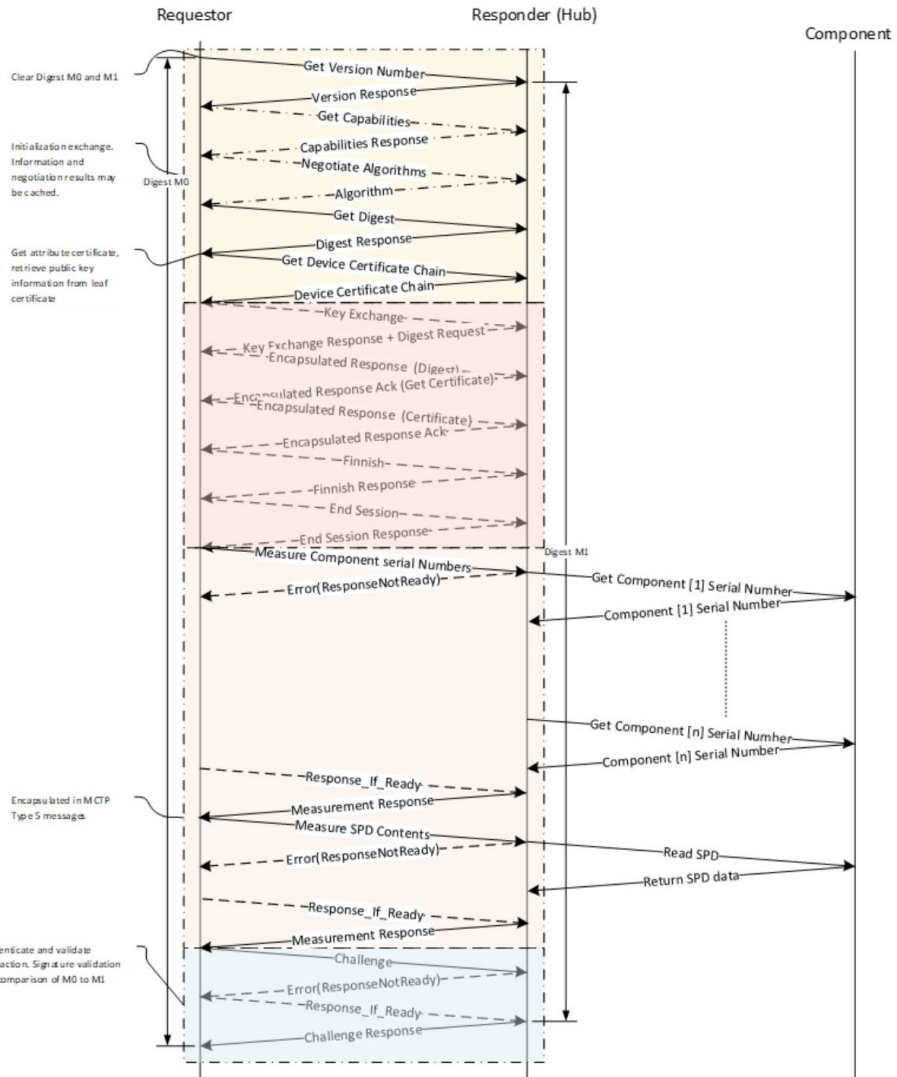 Requestor
Responder (Hub)
Component
Clear Digest M0 and M1
Get Version Number
Version Response
Get Capabilities
Initialization exchange.
Information and
negotiation results may
be cached.
Capabilities Response
Negotiate Algorithms
Digest M0
Algorithm
Get Digest
Digest Response
Get attribute certificate,
retrieve public key
information from leaf
certificate
Get Device Certificate Chain
Device Certificate Chain
Key Exchange
Key Exchange Response + Digest Request
Encapsulated Response (Digest)
Encapsulated Response Ack (Get Certificate)
Encapsulated Response (Certificate)
Encapsulated Response Ack
Finnish
Finnish Response
End Session
End Session Response
Digest M1
Measure Component serial Numbers
Error(ResponseNotReady)
Get Component [1] Serial Number
Component [1] Serial Number
Get Component [n] Serial Number
Component [n] Serial Number
Response_If_Ready
Encapsulated in MCTP
Type 5 messages
Measurement Response
Measure SPD Contents
Error(ResponseNotReady)
Read SPD
Return SPD data
Response_If_Ready
Measurement Response
enticate and validate
action. Signature validation
omparison of M0 to M1
Challenge
Error(ResponseNotReady)
Response_If_Ready
Challenge Response